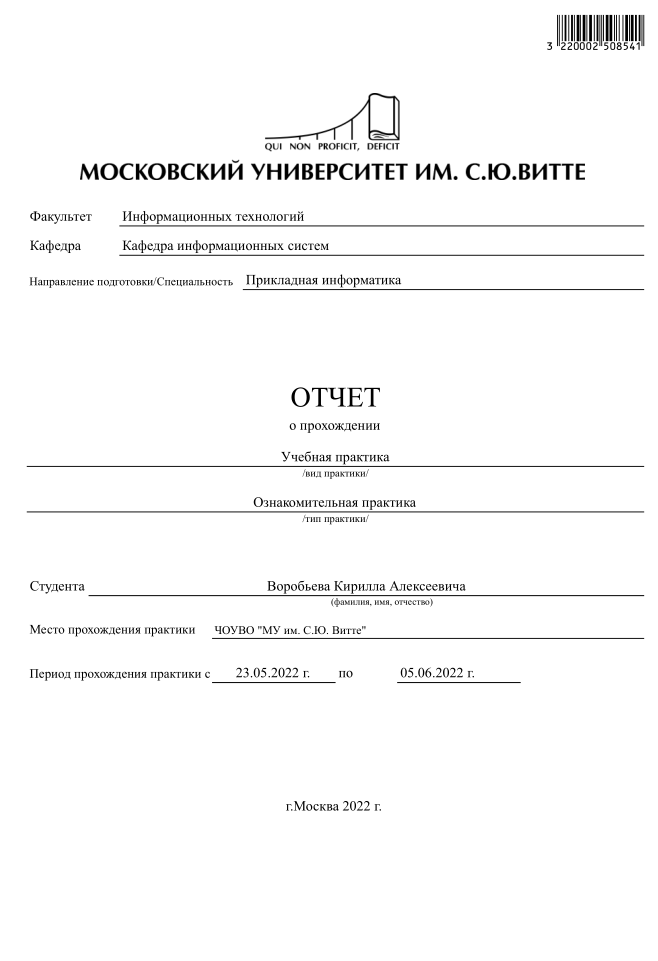 3 220002 508541
QUI NON PROFICIT, DEFICIT
МОСКОВСКИЙ УНИВЕРСИТЕТ ИМ. С.Ю.ВИТТЕ
Факультет Информационных технологий
Кафедра Кафедра информационных систем
Направление подготовки/Специальность Прикладная информатика
ОТЧЕТ
о прохождении
Учебная практика
/вид практики/
Ознакомительная практика
/тип практики/
Студента Воробьева Кирилла Алексеевича
(фамилия, имя, отчество)
Место прохождения практики ЧОУВО "МУ им. С.Ю. Витте"
Период прохождения практики с 23.05.2022 г. по 05.06.2022 г.
г.Москва 2022 г.